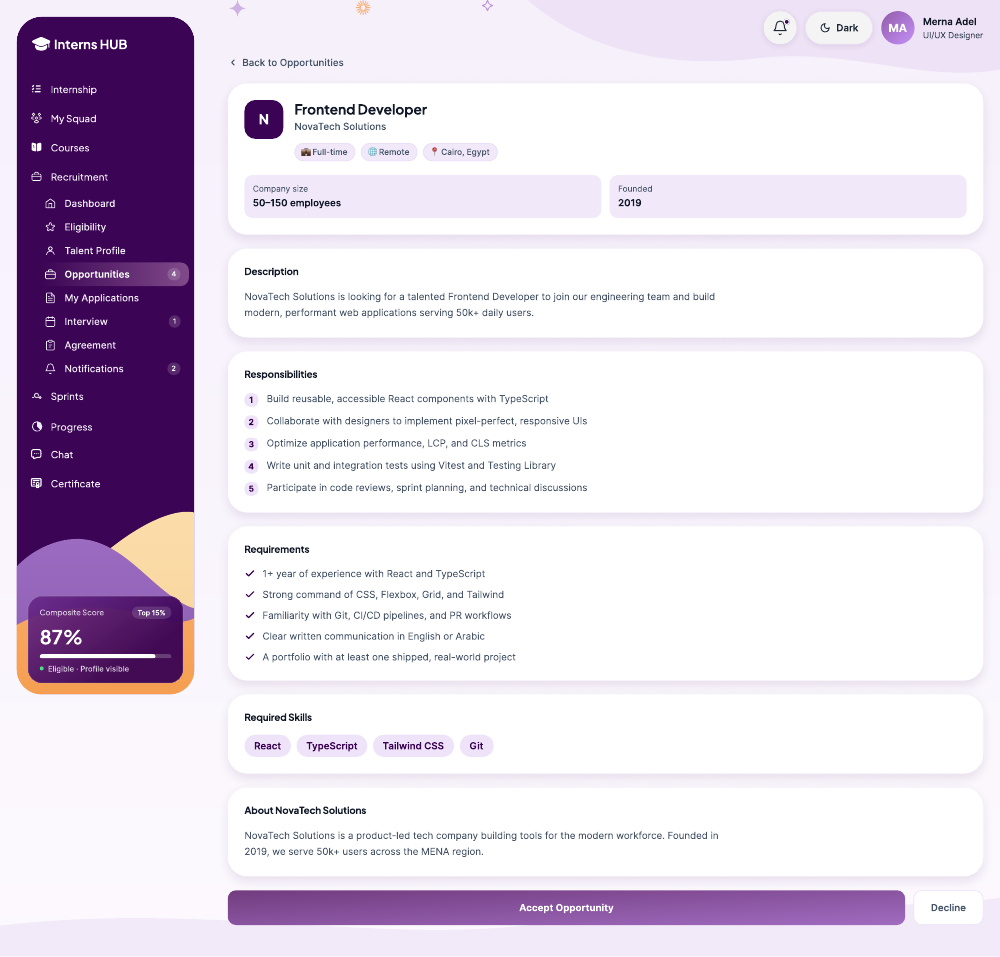 Interns HUB
Internship
My Squad
Courses
Recruitment
Dashboard
Eligibility
Talent Profile
Opportunities 4
My Applications
Interview 1
Agreement
Notifications 2
Sprints
Progress
Chat
Certificate
Composite Score Top 15%
87%
Eligible · Profile visible
Dark
MA
Merna Adel
UI/UX Designer
Back to Opportunities
N
Frontend Developer
NovaTech Solutions
Full-time Remote Cairo, Egypt
Company size
50–150 employees
Founded
2019
Description
NovaTech Solutions is looking for a talented Frontend Developer to join our engineering team and build
modern, performant web applications serving 50k+ daily users.
Responsibilities
1 Build reusable, accessible React components with TypeScript
2 Collaborate with designers to implement pixel-perfect, responsive UIs
3 Optimize application performance, LCP, and CLS metrics
4 Write unit and integration tests using Vitest and Testing Library
5 Participate in code reviews, sprint planning, and technical discussions
Requirements
1+ year of experience with React and TypeScript
Strong command of CSS, Flexbox, Grid, and Tailwind
Familiarity with Git, CI/CD pipelines, and PR workflows
Clear written communication in English or Arabic
A portfolio with at least one shipped, real-world project
Required Skills
React TypeScript Tailwind CSS Git
About NovaTech Solutions
NovaTech Solutions is a product-led tech company building tools for the modern workforce. Founded in
2019, we serve 50k+ users across the MENA region.
Accept Opportunity
Decline